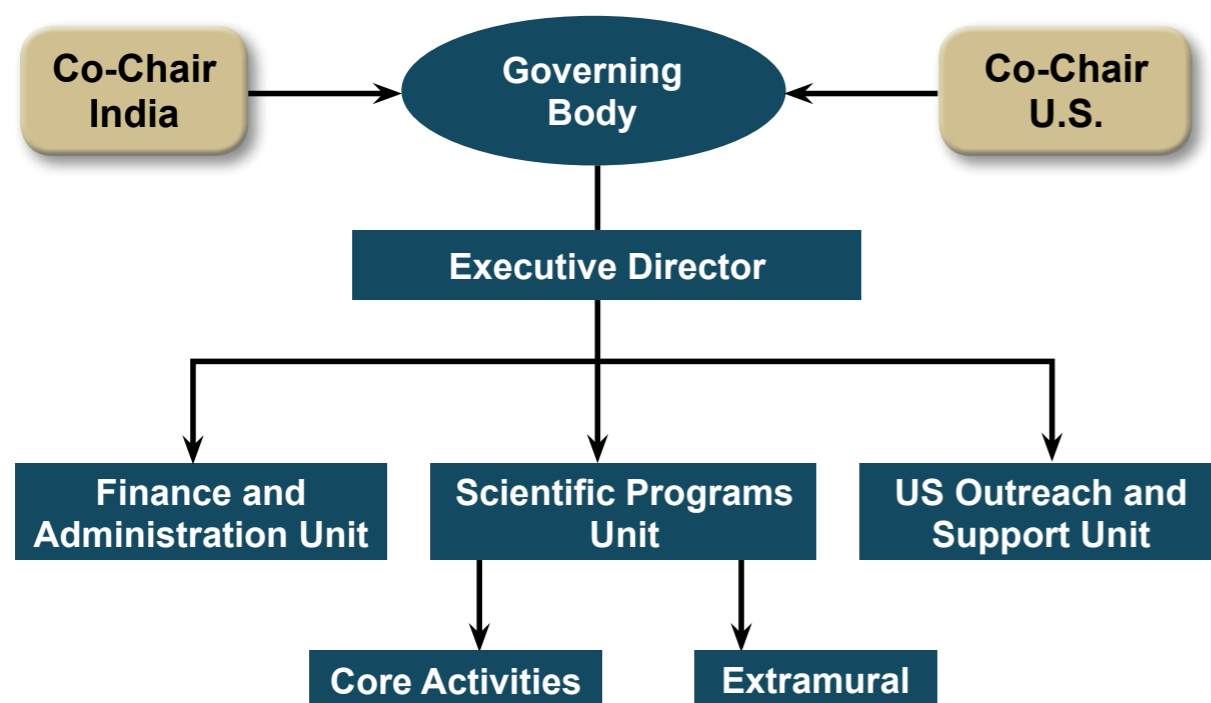 Co-Chair
India
Governing
Body
Co-Chair
U.S.
Executive Director
Finance and
Administration Unit
Scientific Programs
Unit
US Outreach and
Support Unit
Core Activities
Extramural